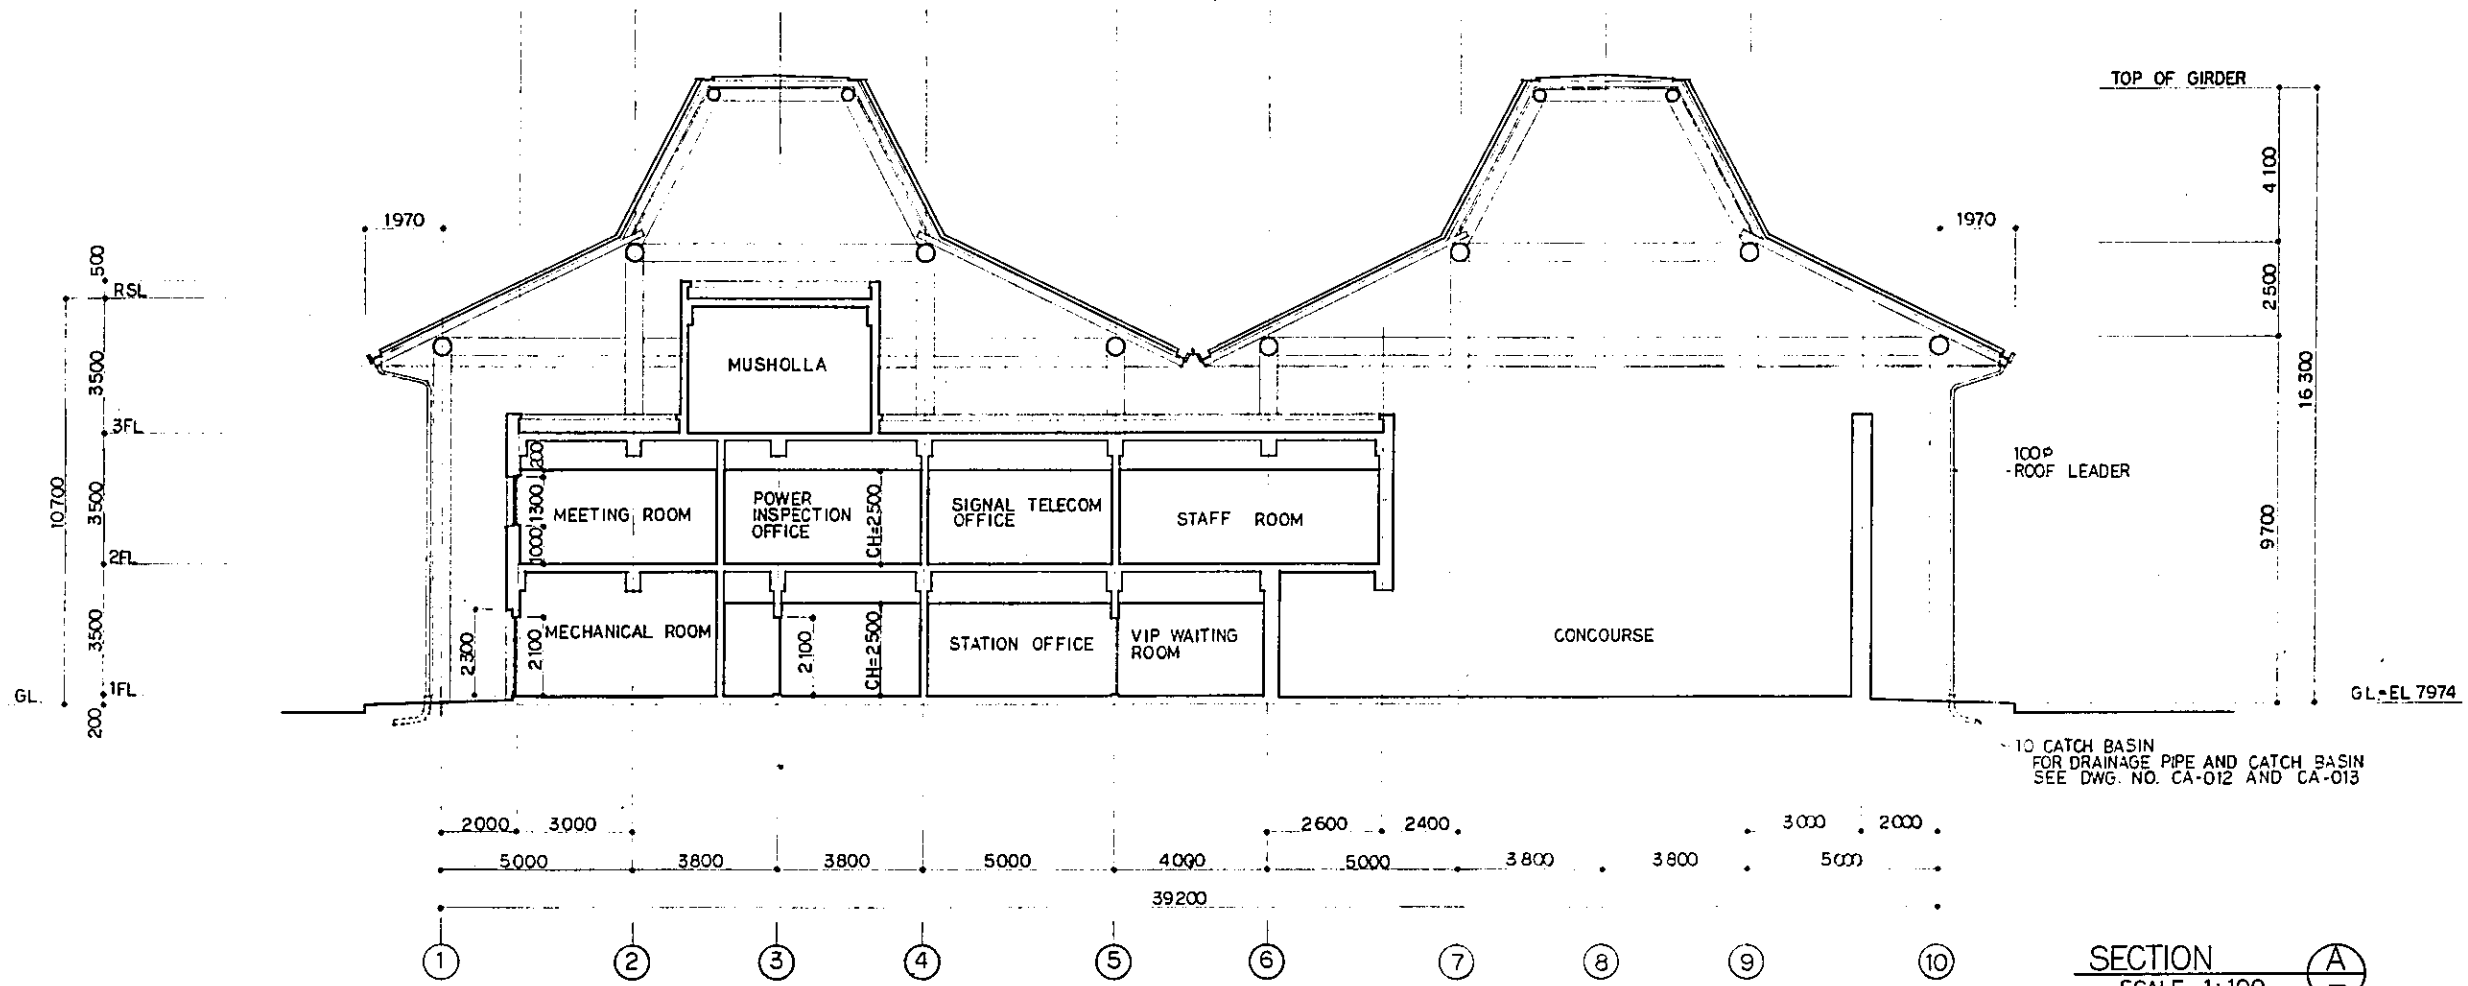 TOP OF GIRDER
4100
1970
1970
500
RSL
2500
3500
MUSHOLLA
16300
3FL
100φ
ROOF LEADER
200
10700
3500
1300
MEETING ROOM
POWER
INSPECTION
OFFICE
CH=2500
SIGNAL TELECOM
OFFICE
STAFF ROOM
9700
1000
2FL
3500
2300
2100
MECHANICAL ROOM
2100
CH=2500
STATION OFFICE
VIP WAITING
ROOM
CONCOURSE
GL
1FL
200
GL=EL 7974
10 CATCH BASIN
FOR DRAINAGE PIPE AND CATCH BASIN
SEE DWG. NO. CA-012 AND CA-013
2000 3000 2600 2400 3000 2000
5000 3800 3800 5000 4000 5000 3800 3800 5000
39200
1 2 3 4 5 6 7 8 9 10
SECTION A
SCALE 1:100